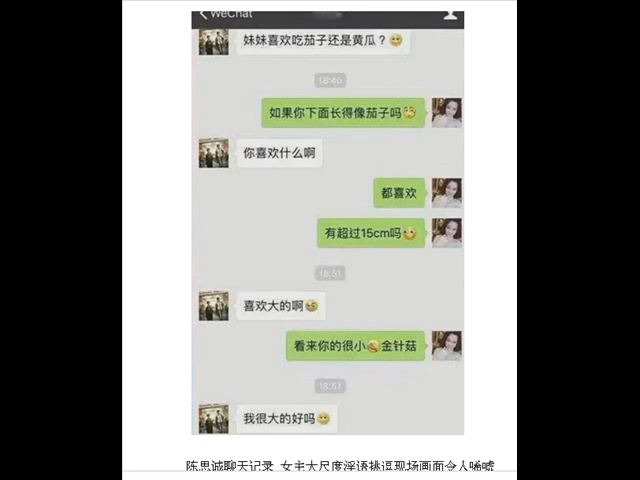 WeChat
妹妹喜欢吃茄子还是黄瓜？
18:40
如果你下面长得像茄子吗
你喜欢什么啊
都喜欢
有超过15cm吗
18:51
喜欢大的啊
看来你的很小金针菇
18:57
我很大的好吗
陈思诚聊天记录 女主大尺度淫语挑逗现场画面令人唏嘘